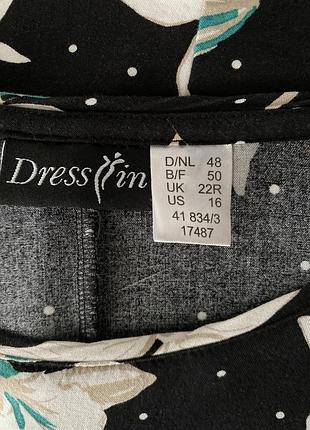 Dress in
D/NL 48
B/F 50
UK 22R
US 16
41 834/3
17487